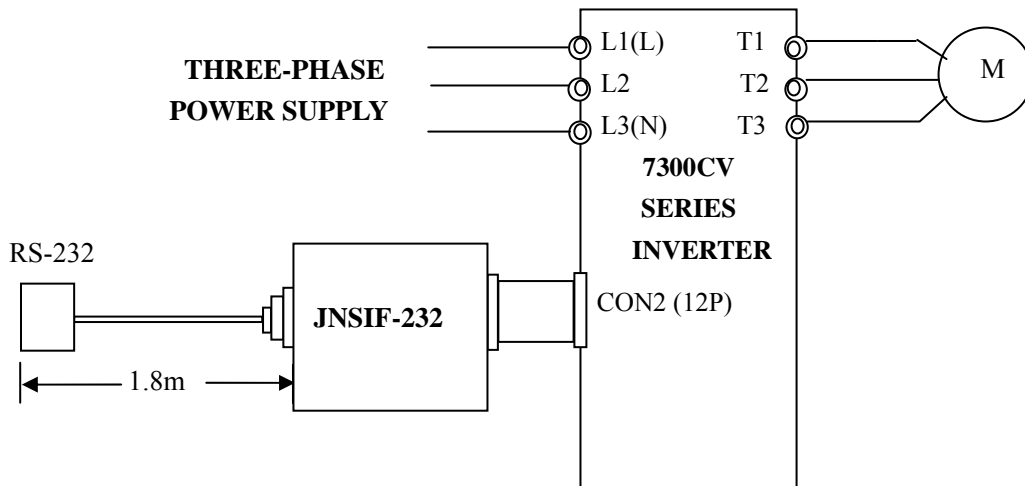 THREE-PHASE
POWER SUPPLY
L1(L)
L2
L3(N)
T1
T2
T3
M
7300CV
SERIES
INVERTER
RS-232
JNSIF-232
CON2 (12P)
1.8m